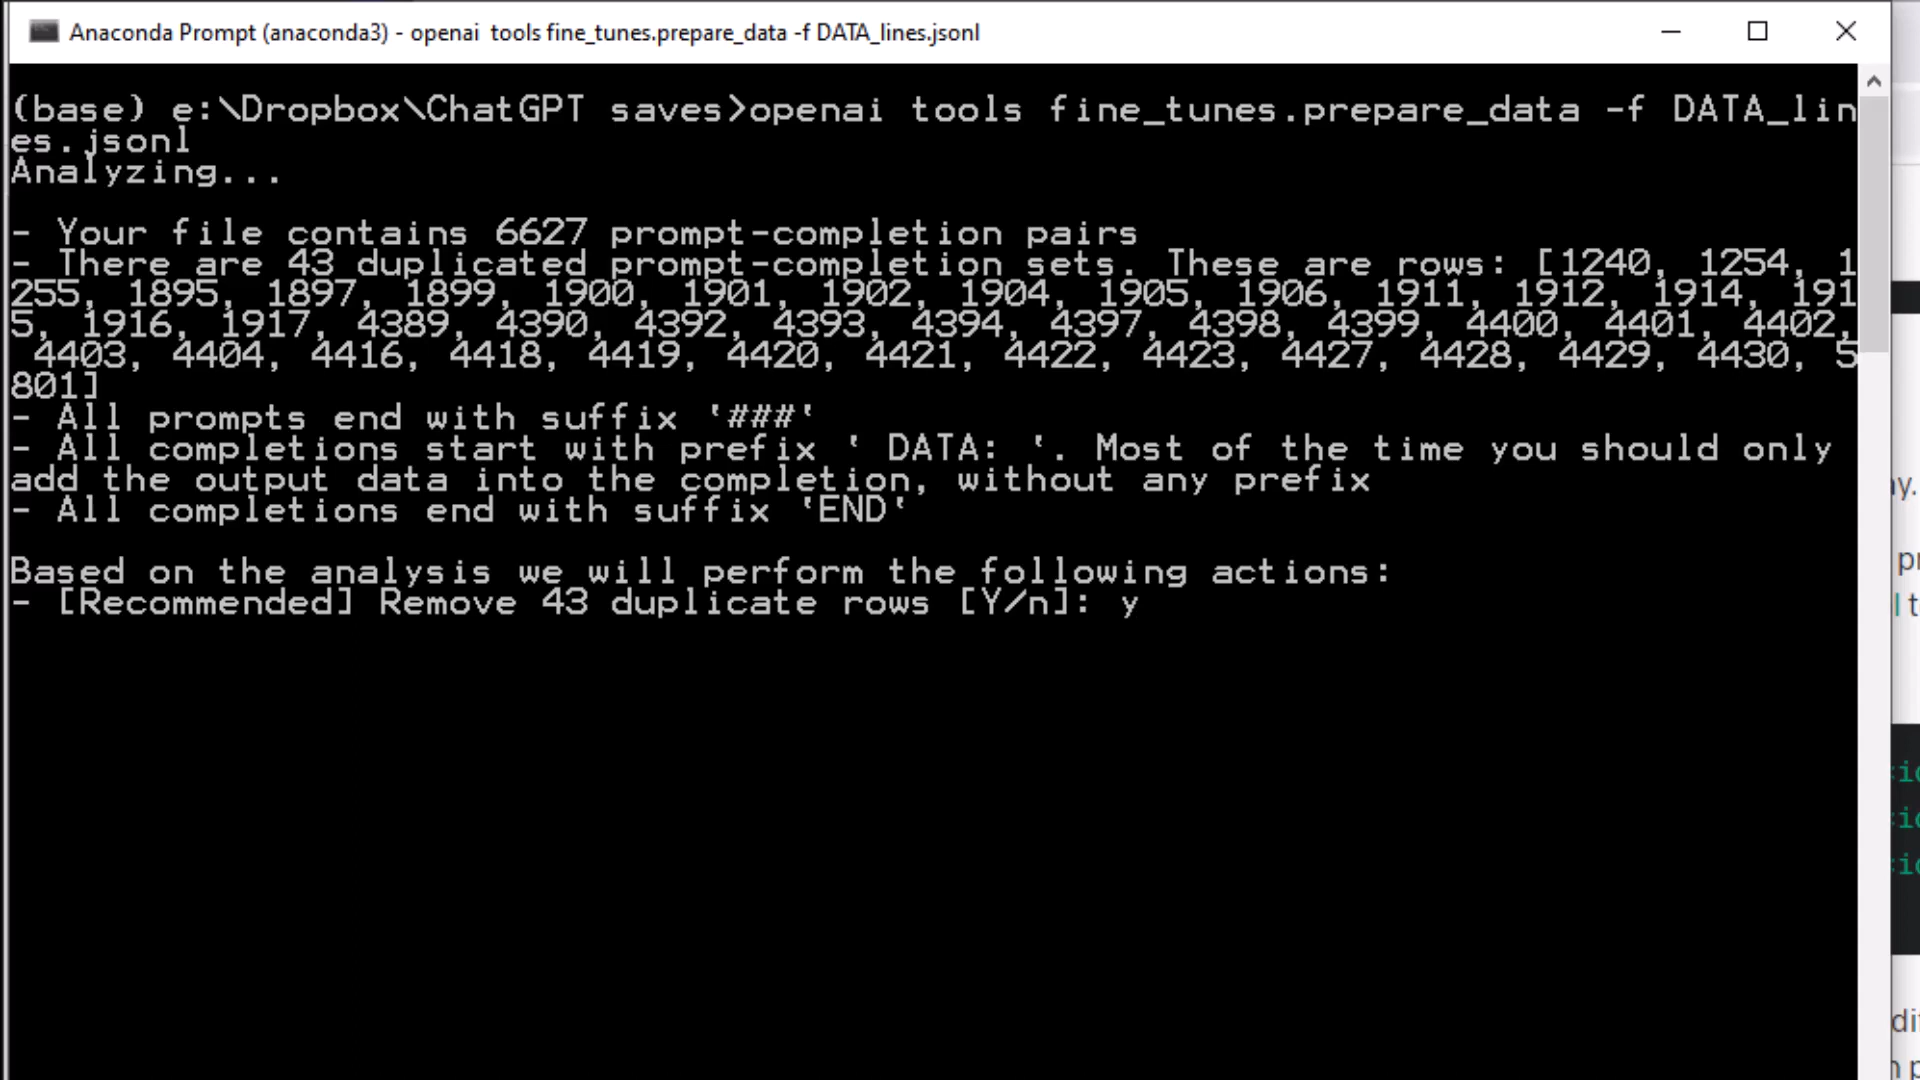 Anaconda Prompt (anaconda3) - openai  tools fine_tunes.prepare_data -f DATA_lines.jsonl
(base) e:\Dropbox\ChatGPT saves>openai tools fine_tunes.prepare_data -f DATA_lin
es.jsonl
Analyzing...
- Your file contains 6627 prompt-completion pairs
- There are 43 duplicated prompt-completion sets. These are rows: [1240, 1254, 1
255, 1895, 1897, 1899, 1900, 1901, 1902, 1904, 1905, 1906, 1911, 1912, 1914, 191
5, 1916, 1917, 4389, 4390, 4392, 4393, 4394, 4397, 4398, 4399, 4400, 4401, 4402,
 4403, 4404, 4416, 4418, 4419, 4420, 4421, 4422, 4423, 4427, 4428, 4429, 4430, 5
801]
- All prompts end with suffix '###'
- All completions start with prefix ' DATA: '. Most of the time you should only
add the output data into the completion, without any prefix
- All completions end with suffix 'END'
Based on the analysis we will perform the following actions:
- [Recommended] Remove 43 duplicate rows [Y/n]: y